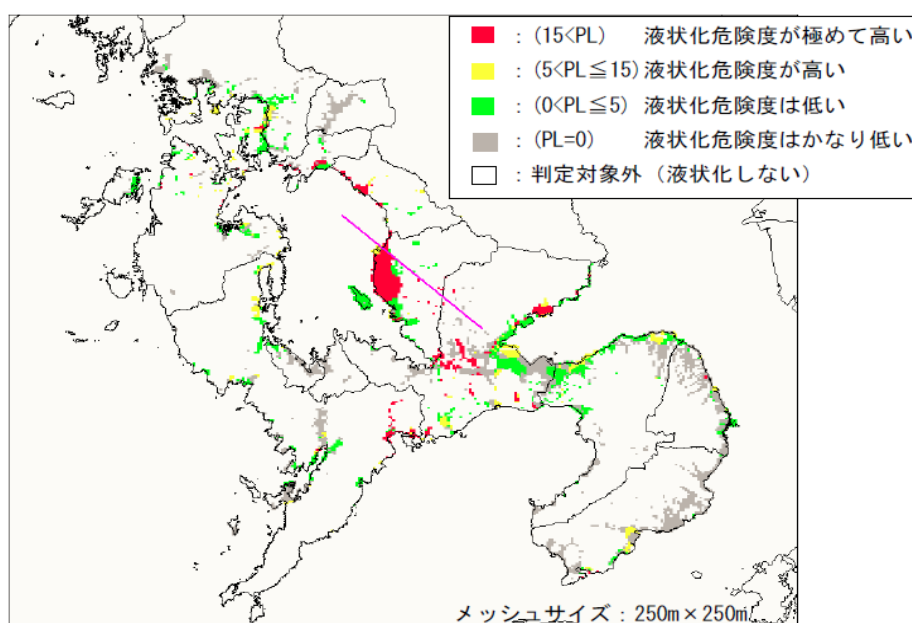 : (15<PL) 液状化危険度が極めて高い
: (5<PL≦15) 液状化危険度が高い
: (0<PL≦5) 液状化危険度は低い
: (PL=0) 液状化危険度はかなり低い
: 判定対象外 (液状化しない)
メッシュサイズ：250m×250m